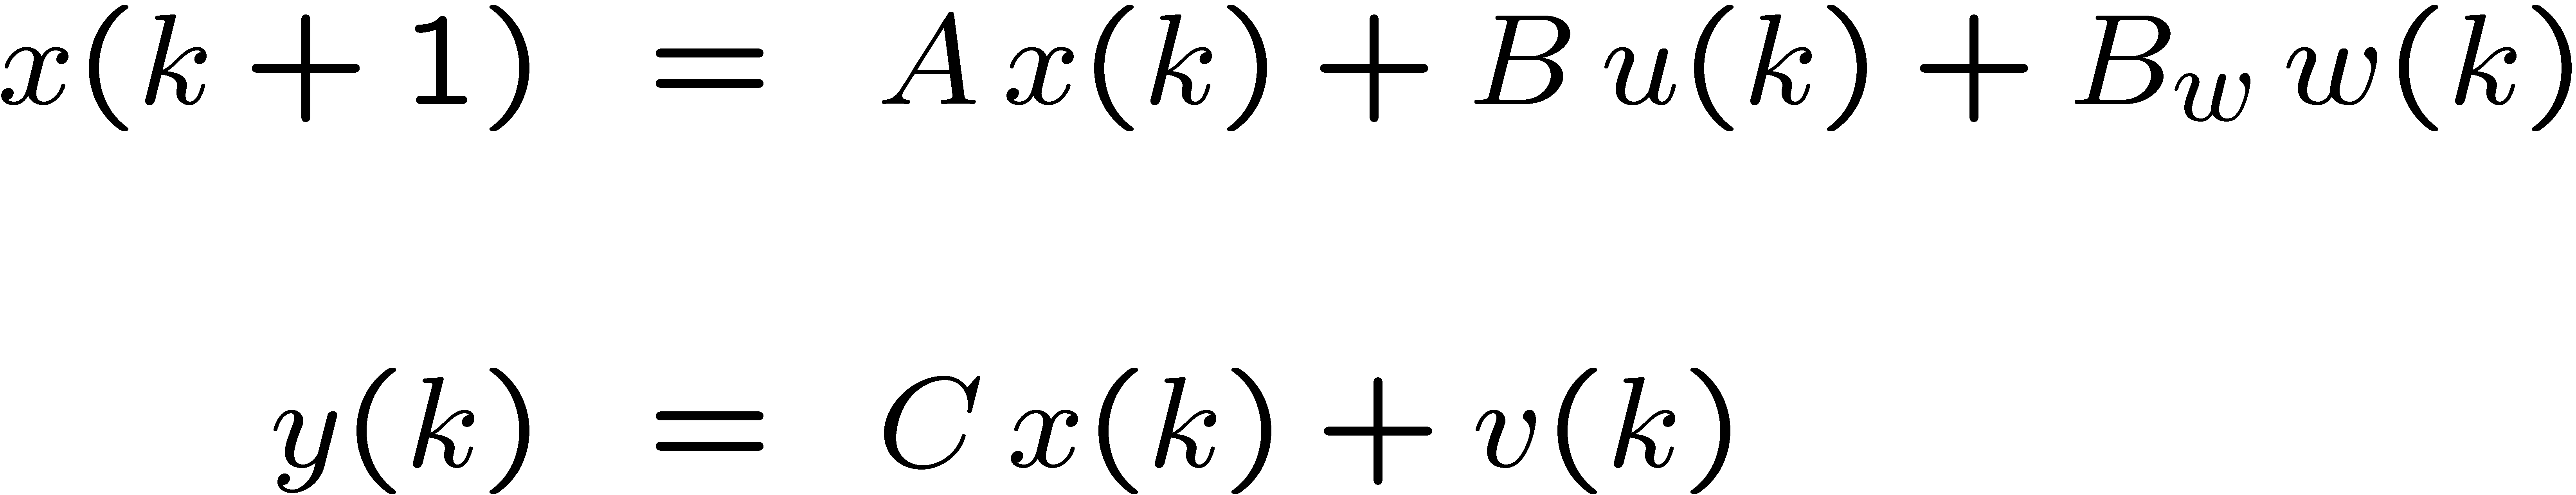 x(k + 1) = A x(k) + B u(k) + B_w w(k)
y(k) = C x(k) + v(k)